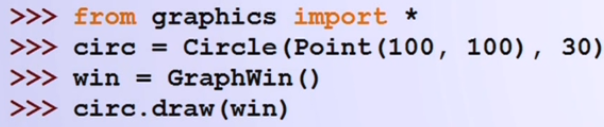 >>> from graphics import *
>>> circ = Circle(Point(100, 100), 30)
>>> win = GraphWin()
>>> circ.draw(win)